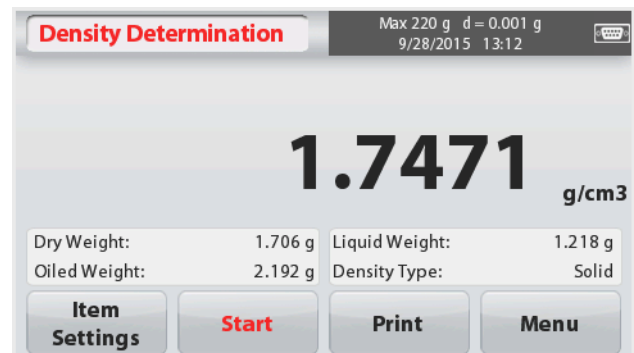 Density Determination
Max 220 g d = 0.001 g
9/28/2015 13:12
1.7471
g/cm3
Dry Weight: 1.706 g Liquid Weight: 1.218 g
Oiled Weight: 2.192 g Density Type: Solid
Item
Settings
Start
Print
Menu